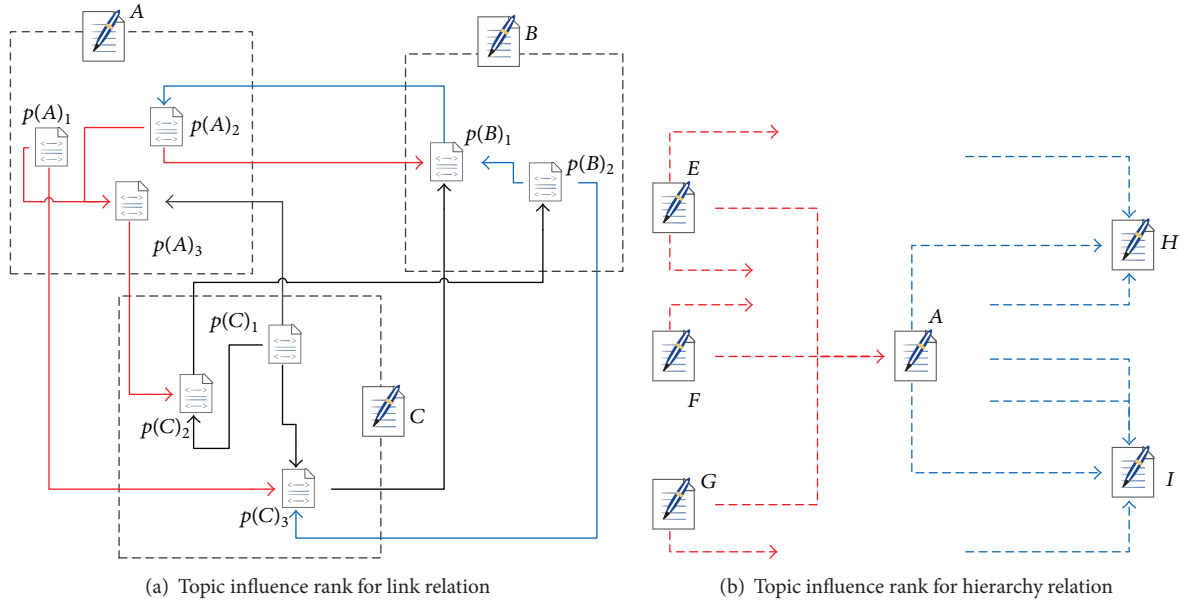 A
B
p(A)₁
p(A)₂
p(B)₁
p(B)₂
p(A)₃
p(C)₁
p(C)₂
C
p(C)₃
E
H
A
F
G
I
(a) Topic influence rank for link relation
(b) Topic influence rank for hierarchy relation